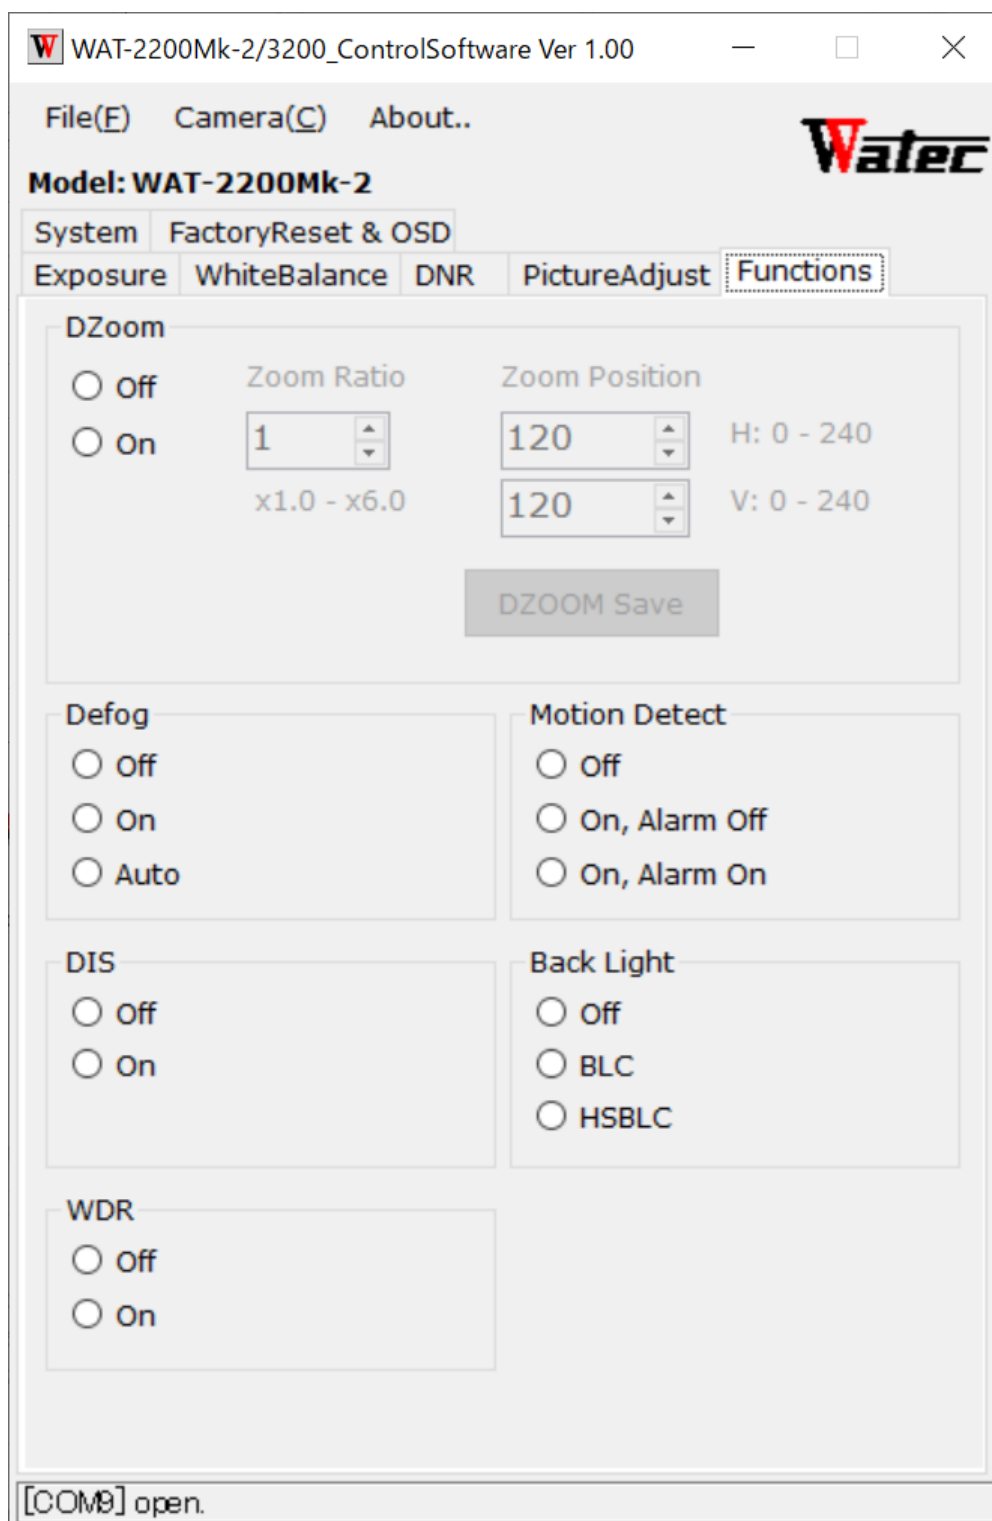 WAT-2200Mk-2/3200_ControlSoftware Ver 1.00
File(F) Camera(C) About..
Watec
Model: WAT-2200Mk-2
System FactoryReset & OSD
Exposure WhiteBalance DNR PictureAdjust Functions
DZoom
Off Zoom Ratio Zoom Position
On 1 120 H: 0 - 240
x1.0 - x6.0 120 V: 0 - 240
DZOOM Save
Defog
Off
On
Auto
Motion Detect
Off
On, Alarm Off
On, Alarm On
DIS
Off
On
Back Light
Off
BLC
HSBLC
WDR
Off
On
[COM9] open.